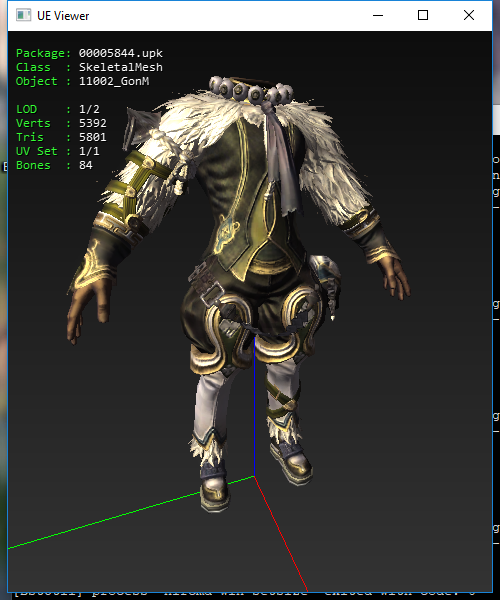 UE Viewer
Package: 00005844.upk
Class : SkeletalMesh
Object : 11002_GonM
LOD : 1/2
Verts : 5392
Tris : 5801
UV Set : 1/1
Bones : 84